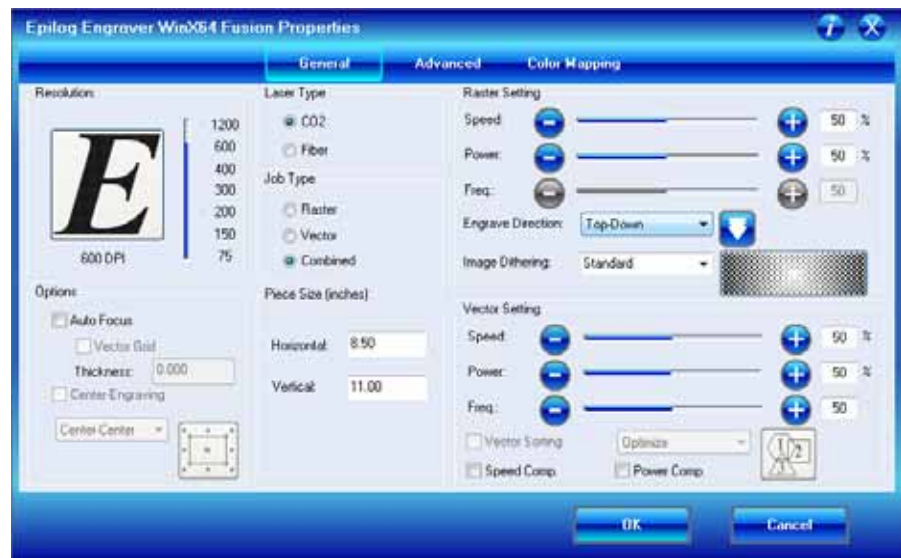 Epilog Engraver WinX64 Fusion Properties
i X
General Advanced Color Mapping
Resolution:
E
1200
600
400
300
200
150
75
600 DPI
Options:
Auto Focus
Vector Grid
Thickness: 0.000
Center-Engraving
Center-Center
Laser Type
CO2
Fiber
Job Type
Raster
Vector
Combined
Piece Size (inches)
Horizontal: 8.50
Vertical: 11.00
Raster Setting
Speed: 50 %
Power: 50 %
Freq.: 50
Engrave Direction: Top-Down
Image Dithering: Standard
Vector Setting
Speed: 50 %
Power: 50 %
Freq.: 50
Vector Sorting Optimize
1 2
3
Speed Comp. Power Comp.
OK Cancel